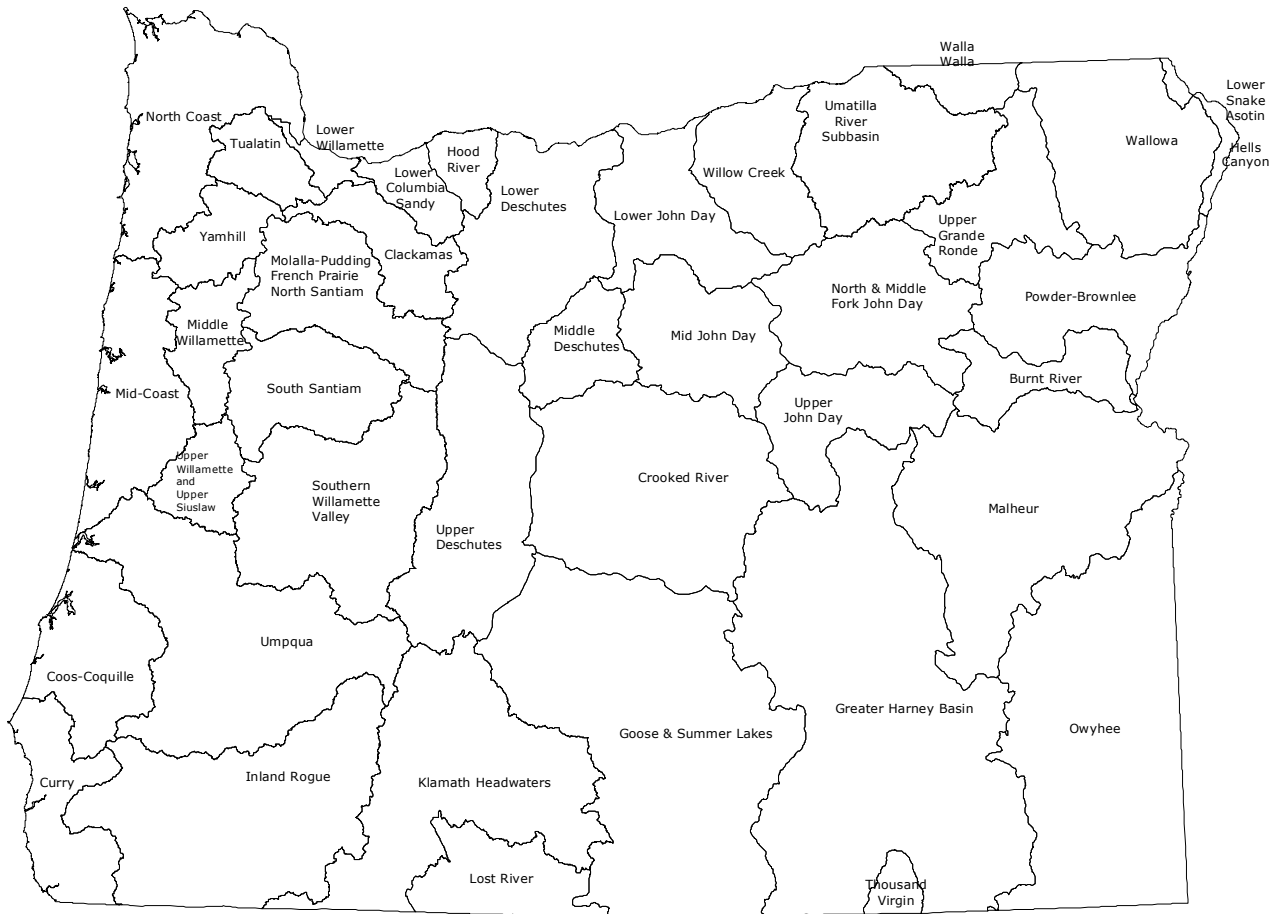 Walla
Walla
Lower
Snake
Asotin
Hells
Canyon
North Coast
Tualatin
Lower
Willamette
Hood
River
Lower
Columbia
Sandy
Lower
Deschutes
Lower John Day
Willow Creek
Umatilla
River
Subbasin
Wallowa
Upper
Grande
Ronde
Yamhill
Clackamas
Molalla-Pudding
French Prairie
North Santiam
Middle
Willamette
Middle
Deschutes
Mid John Day
North & Middle
Fork John Day
Powder-Brownlee
Burnt River
Mid-Coast
South Santiam
Upper
John Day
Upper
Willamette
and
Upper
Siuslaw
Southern
Willamette
Valley
Upper
Deschutes
Crooked River
Malheur
Umpqua
Coos-Coquille
Goose & Summer Lakes
Greater Harney Basin
Owyhee
Curry
Inland Rogue
Klamath Headwaters
Lost River
Thousand
Virgin